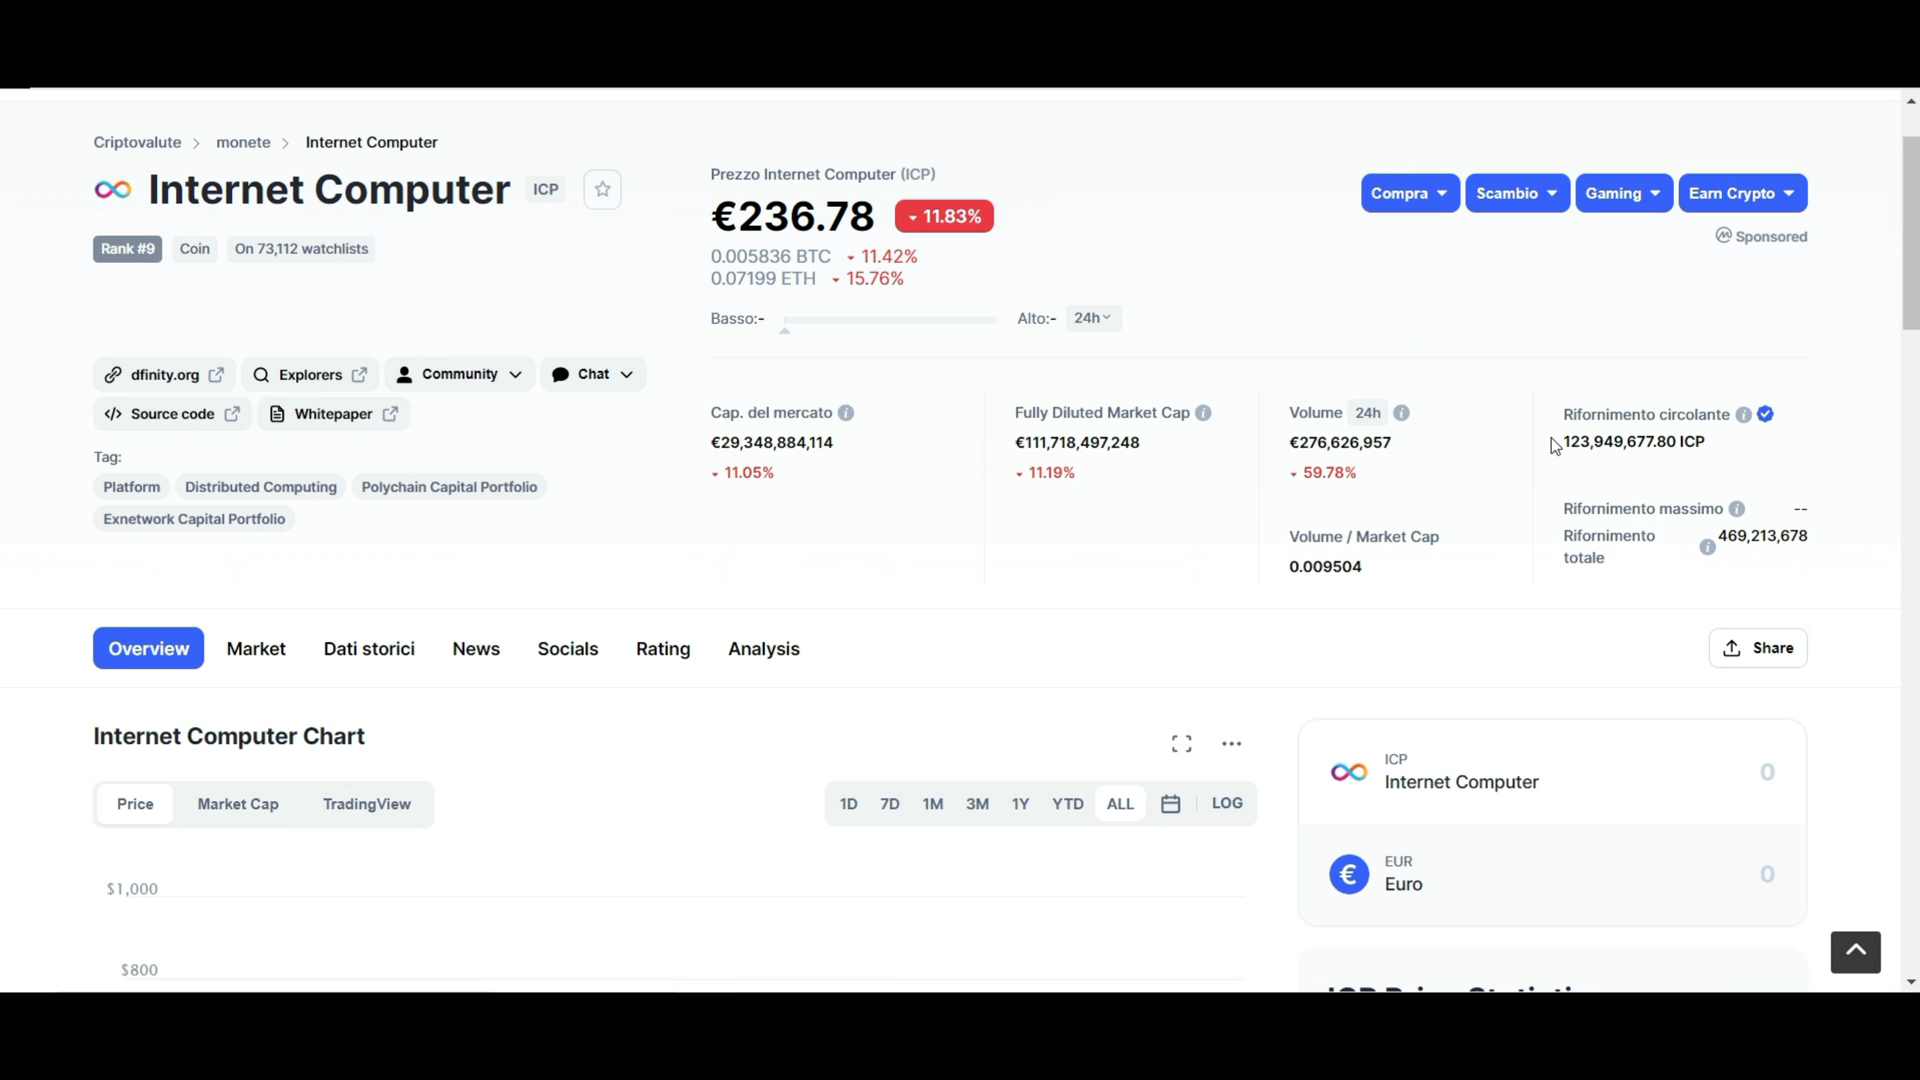 Criptovalute > monete > Internet Computer
Internet Computer ICP
Rank #9 Coin On 73,112 watchlists
dfinity.org Explorers Community Chat
Source code Whitepaper
Tag:
Platform Distributed Computing Polychain Capital Portfolio
Exnetwork Capital Portfolio
Prezzo Internet Computer (ICP)
€236.78 11.83%
0.005836 BTC 11.42%
0.07199 ETH 15.76%
Basso:- Alto:- 24h
Compra Scambio Gaming Earn Crypto
Sponsored
Cap. del mercato
€29,348,884,114
11.05%
Fully Diluted Market Cap
€111,718,497,248
11.19%
Volume 24h
€276,626,957
59.78%
Volume / Market Cap
0.009504
Rifornimento circolante
123,949,677.80 ICP
Rifornimento massimo --
Rifornimento totale 469,213,678
Overview Market Dati storici News Socials Rating Analysis Share
Internet Computer Chart
Price Market Cap TradingView
1D 7D 1M 3M 1Y YTD ALL LOG
$1,000
$800
ICP
Internet Computer 0
EUR
Euro 0